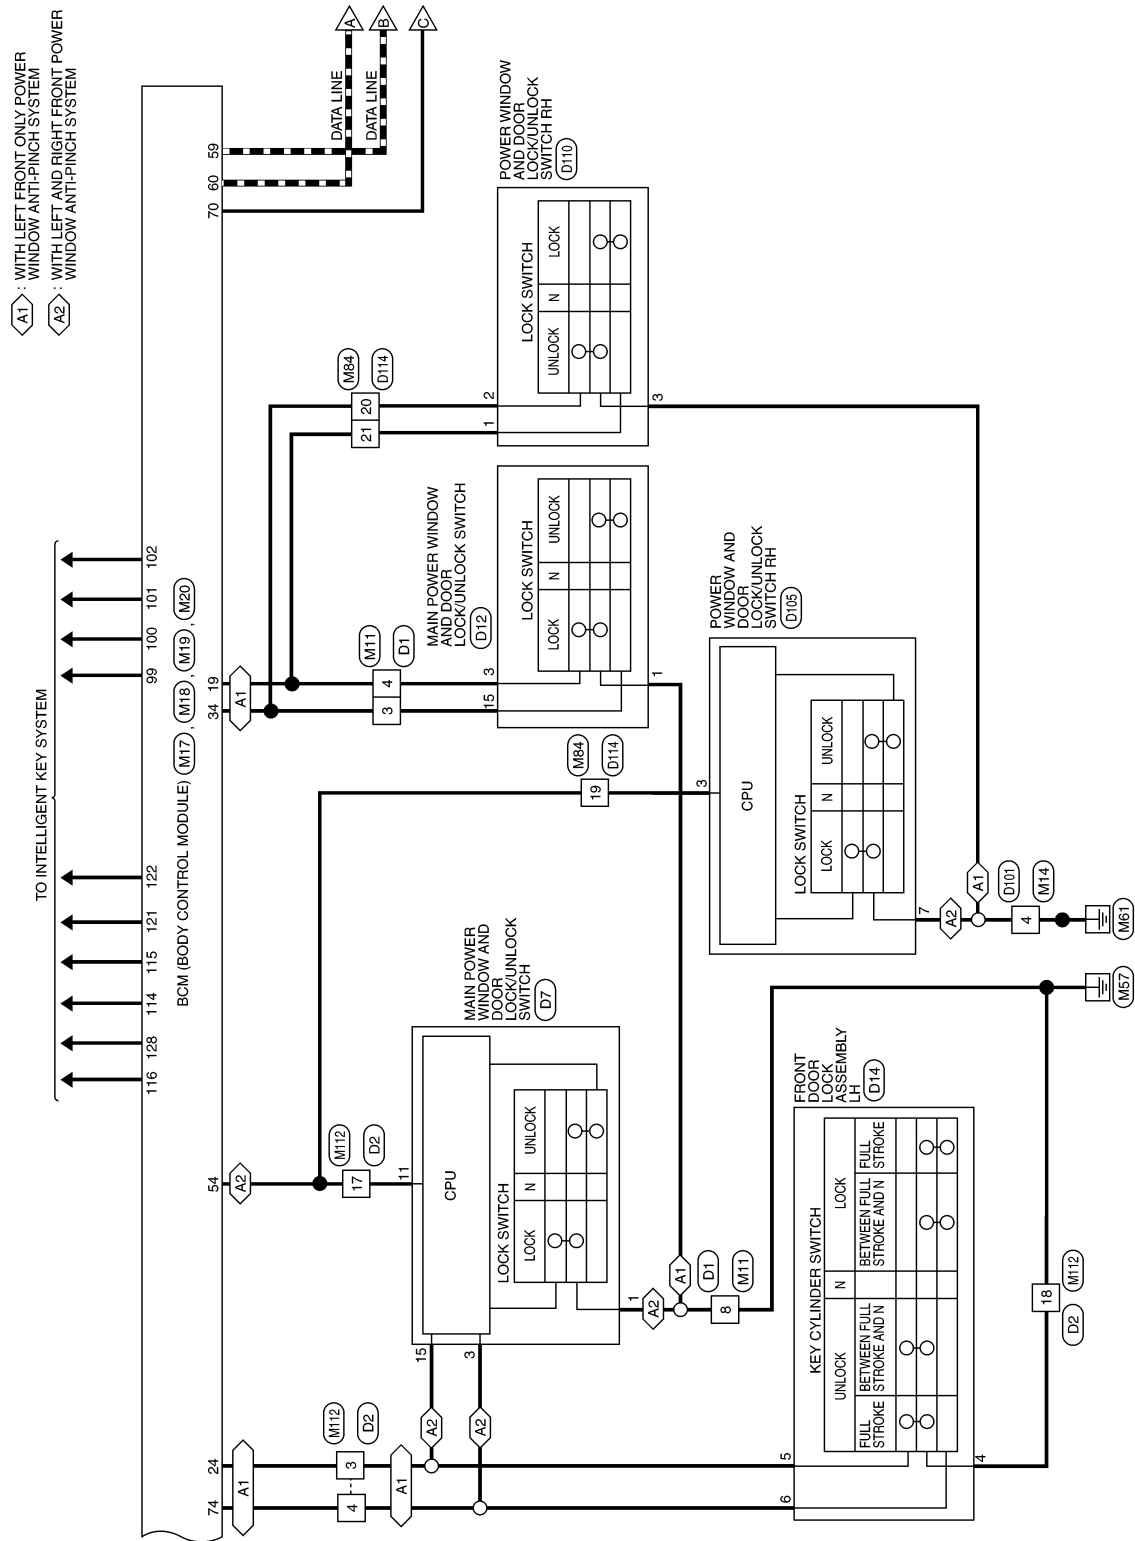 A1 : WITH LEFT FRONT ONLY POWER
WINDOW ANTI-PINCH SYSTEM
A2 : WITH LEFT AND RIGHT FRONT POWER
WINDOW ANTI-PINCH SYSTEM
TO INTELLIGENT KEY SYSTEM
116
128
114
115
121
122
99
100
101
102
BCM (BODY CONTROL MODULE) M17 , M18 , M19 , M20
74
24
54
34
19
70
60
59
A1
A2
A1
DATA LINE
DATA LINE
A
B
C
M112
D2
4
3
A1
A2
A2
M112
D2
17
M11
D1
3
4
M84
D114
21
20
M84
D114
19
MAIN POWER
WINDOW AND
DOOR
LOCK/UNLOCK
SWITCH
D7
15
3
11
CPU
LOCK SWITCH
LOCK
N
UNLOCK
1
A2
A1
D1
M11
8
MAIN POWER WINDOW
AND DOOR
LOCK/UNLOCK SWITCH
D12
15
3
LOCK SWITCH
LOCK
N
UNLOCK
1
POWER WINDOW
AND DOOR
LOCK/UNLOCK
SWITCH RH
D110
1
2
LOCK SWITCH
UNLOCK
N
LOCK
3
POWER
WINDOW AND
DOOR
LOCK/UNLOCK
SWITCH RH
D105
3
CPU
LOCK SWITCH
LOCK
N
UNLOCK
7
A2
A1
D101
M14
4
M61
FRONT
DOOR
LOCK
ASSEMBLY
LH
D14
6
5
KEY CYLINDER SWITCH
UNLOCK
N
LOCK
FULL
STROKE
BETWEEN FULL
STROKE AND N
BETWEEN FULL
STROKE AND N
FULL
STROKE
4
18
D2
M112
M57